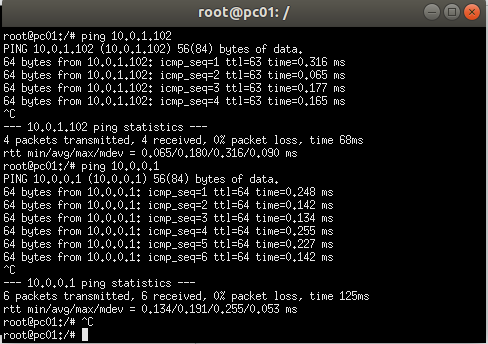 root@pc01: /
root@pc01:/# ping 10.0.1.102
PING 10.0.1.102 (10.0.1.102) 56(84) bytes of data.
64 bytes from 10.0.1.102: icmp_seq=1 ttl=63 time=0.316 ms
64 bytes from 10.0.1.102: icmp_seq=2 ttl=63 time=0.065 ms
64 bytes from 10.0.1.102: icmp_seq=3 ttl=63 time=0.177 ms
64 bytes from 10.0.1.102: icmp_seq=4 ttl=63 time=0.165 ms
^C
--- 10.0.1.102 ping statistics ---
4 packets transmitted, 4 received, 0% packet loss, time 68ms
rtt min/avg/max/mdev = 0.065/0.180/0.316/0.090 ms
root@pc01:/# ping 10.0.0.1
PING 10.0.0.1 (10.0.0.1) 56(84) bytes of data.
64 bytes from 10.0.0.1: icmp_seq=1 ttl=64 time=0.248 ms
64 bytes from 10.0.0.1: icmp_seq=2 ttl=64 time=0.142 ms
64 bytes from 10.0.0.1: icmp_seq=3 ttl=64 time=0.134 ms
64 bytes from 10.0.0.1: icmp_seq=4 ttl=64 time=0.255 ms
64 bytes from 10.0.0.1: icmp_seq=5 ttl=64 time=0.227 ms
64 bytes from 10.0.0.1: icmp_seq=6 ttl=64 time=0.142 ms
^C
--- 10.0.0.1 ping statistics ---
6 packets transmitted, 6 received, 0% packet loss, time 125ms
rtt min/avg/max/mdev = 0.134/0.191/0.255/0.053 ms
root@pc01:/# ^C
root@pc01:/#